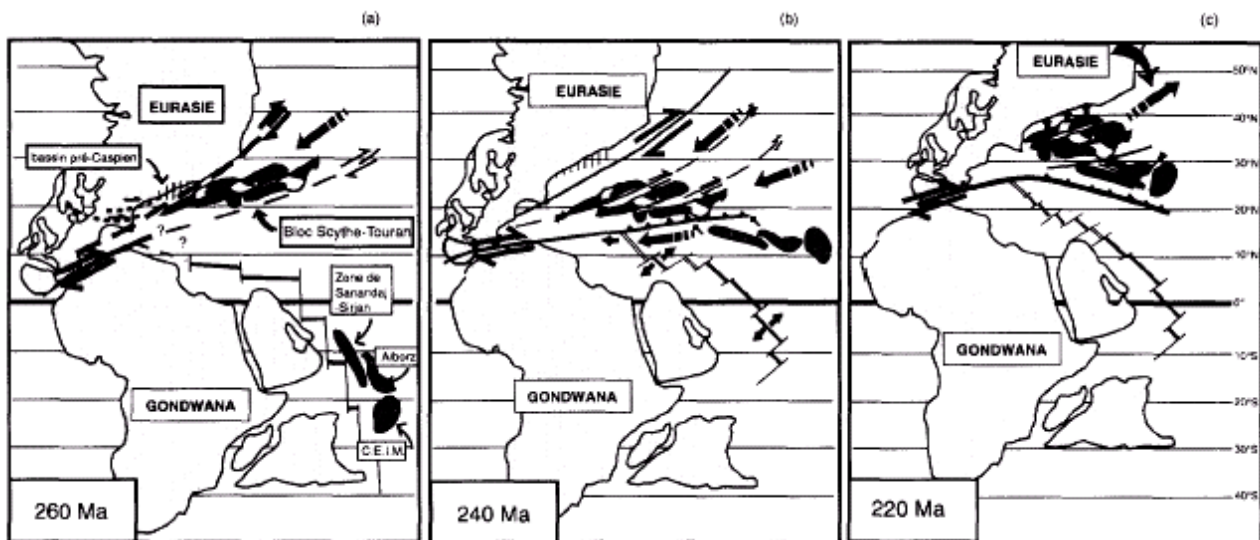 (a)
EURASIE
bassin pré-Caspien
Bloc Scythe-Touran
?
?
Zone de
Sanandaj
-Sirjan
Alborz
GONDWANA
C.E.I.M.
260 Ma
(b)
EURASIE
GONDWANA
240 Ma
(c)
EURASIE
50°N
40°N
30°N
20°N
10°N
0°
GONDWANA
10°S
20°S
30°S
40°S
220 Ma